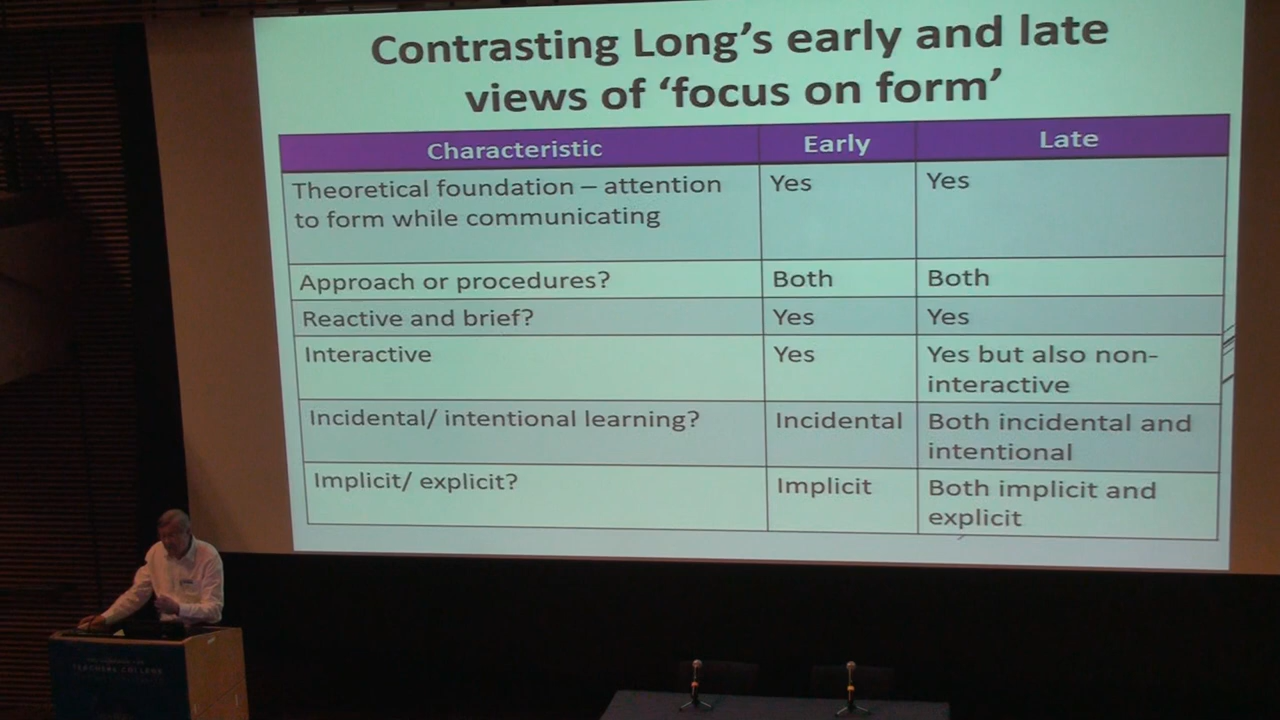 Contrasting Long's early and late
views of 'focus on form'
Characteristic Early Late
Theoretical foundation – attention Yes Yes
to form while communicating
Approach or procedures? Both Both
Reactive and brief? Yes Yes
Interactive Yes Yes but also non-
interactive
Incidental/ intentional learning? Incidental Both incidental and
intentional
Implicit/ explicit? Implicit Both implicit and
explicit
TEACHERS COLLEGE